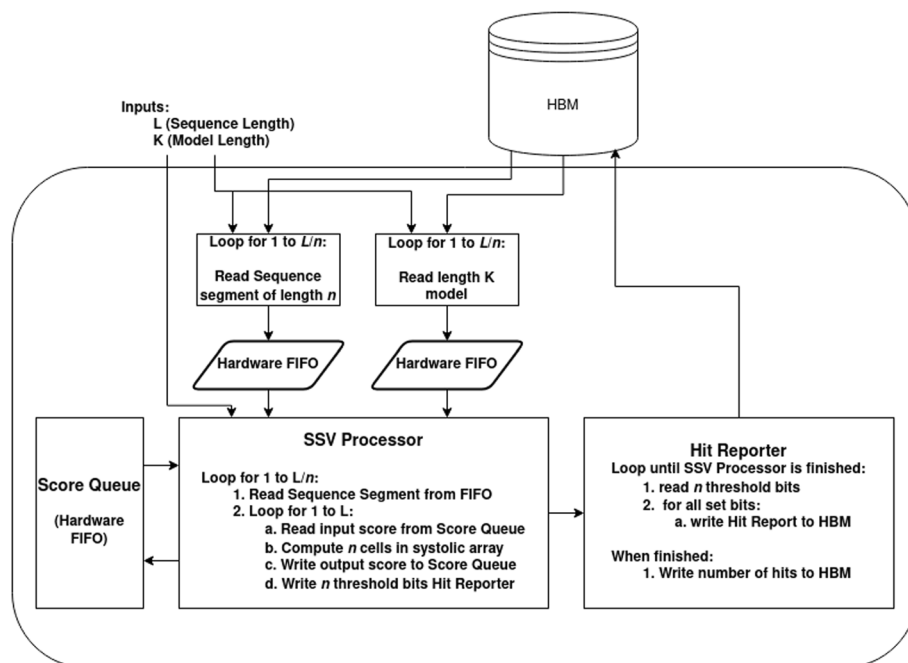 HBM
Inputs:
L (Sequence Length)
K (Model Length)
Loop for 1 to L/n:
Read Sequence
segment of length n
Loop for 1 to L/n:
Read length K
model
Hardware FIFO
Hardware FIFO
Score Queue
(Hardware
FIFO)
SSV Processor
Loop for 1 to L/n:
1. Read Sequence Segment from FIFO
2. Loop for 1 to L:
a. Read input score from Score Queue
b. Compute n cells in systolic array
c. Write output score to Score Queue
d. Write n threshold bits Hit Reporter
Hit Reporter
Loop until SSV Processor is finished:
1. read n threshold bits
2. for all set bits:
a. write Hit Report to HBM
When finished:
1. Write number of hits to HBM